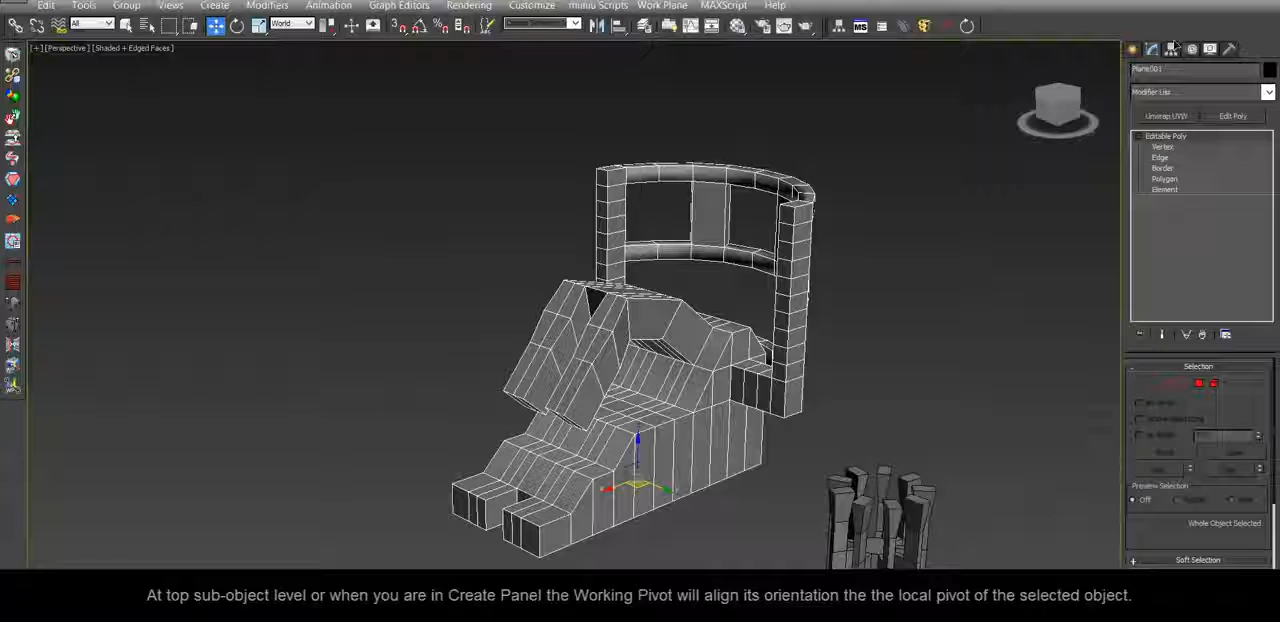 Edit Tools Group Views Create Modifiers Animation Graph Editors Rendering Customize Work Plane MAXScript Help
All
World
[+] [Perspective] [Shaded + Edged Faces]
Plane001
Modifier List
Unwrap UVW Edit Poly
Editable Poly
Vertex
Edge
Border
Polygon
Element
Selection
Preview Selection
Off
Whole Object Selected
Soft Selection
At top sub-object level or when you are in Create Panel the Working Pivot will align its orientation the the local pivot of the selected object.